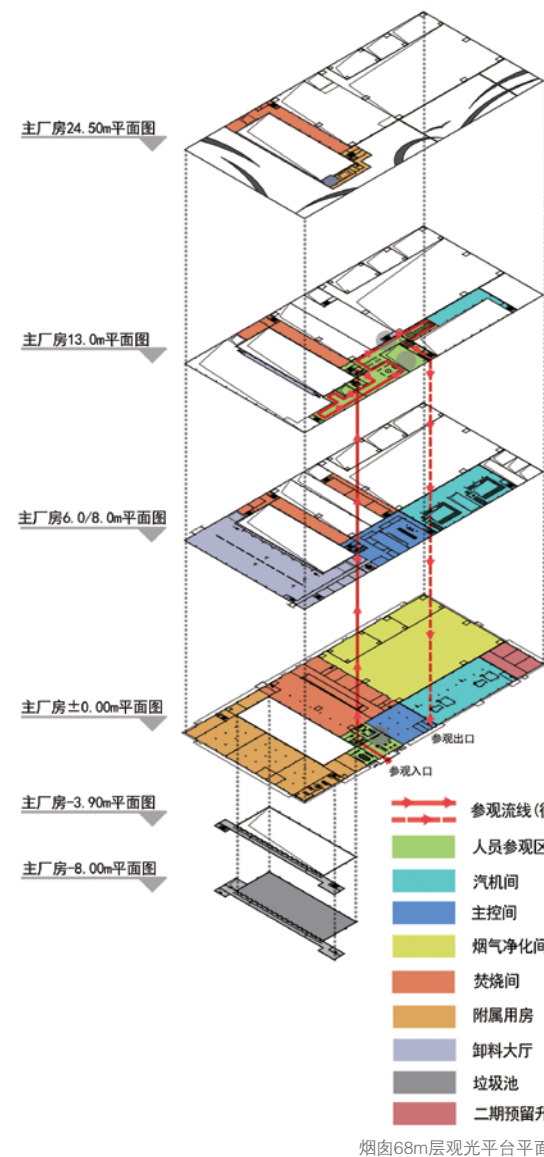 主厂房24.50m平面图
主厂房13.0m平面图
主厂房6.0/8.0m平面图
主厂房±0.00m平面图
参观出口
参观入口
主厂房-3.90m平面图
主厂房-8.00m平面图
参观流线(
人员参观区
汽机间
主控间
烟气净化间
焚烧间
附属用房
卸料大厅
垃圾池
二期预留
烟囱68m层观光平台平面